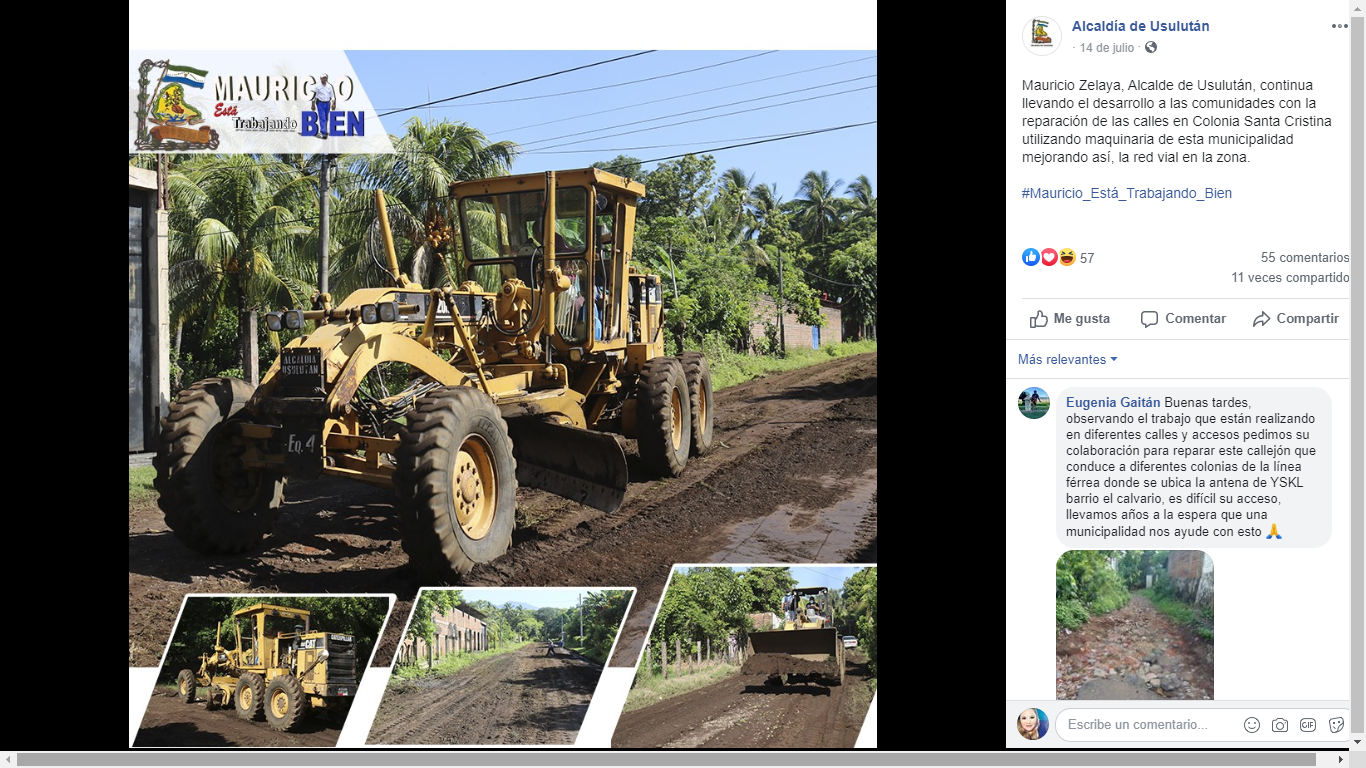 MAURICIO
Está
Trabajando
BIEN
ALCALDIA
USULUTAN
Eq. 4
CAT
CATERPILLAR
Alcaldía de Usulután
· 14 de julio ·
Mauricio Zelaya, Alcalde de Usulután, continua
llevando el desarrollo a las comunidades con la
reparación de las calles en Colonia Santa Cristina
utilizando maquinaria de esta municipalidad
mejorando así, la red vial en la zona.
#Mauricio_Está_Trabajando_Bien
57
55 comentarios
11 veces compartido
Me gusta
Comentar
Compartir
Más relevantes
Eugenia Gaitán Buenas tardes,
observando el trabajo que están realizando
en diferentes calles y accesos pedimos su
colaboración para reparar este callejón que
conduce a diferentes colonias de la línea
férrea donde se ubica la antena de YSKL
barrio el calvario, es difícil su acceso,
llevamos años a la espera que una
municipalidad nos ayude con esto 🙏
Escribe un comentario...
GIF